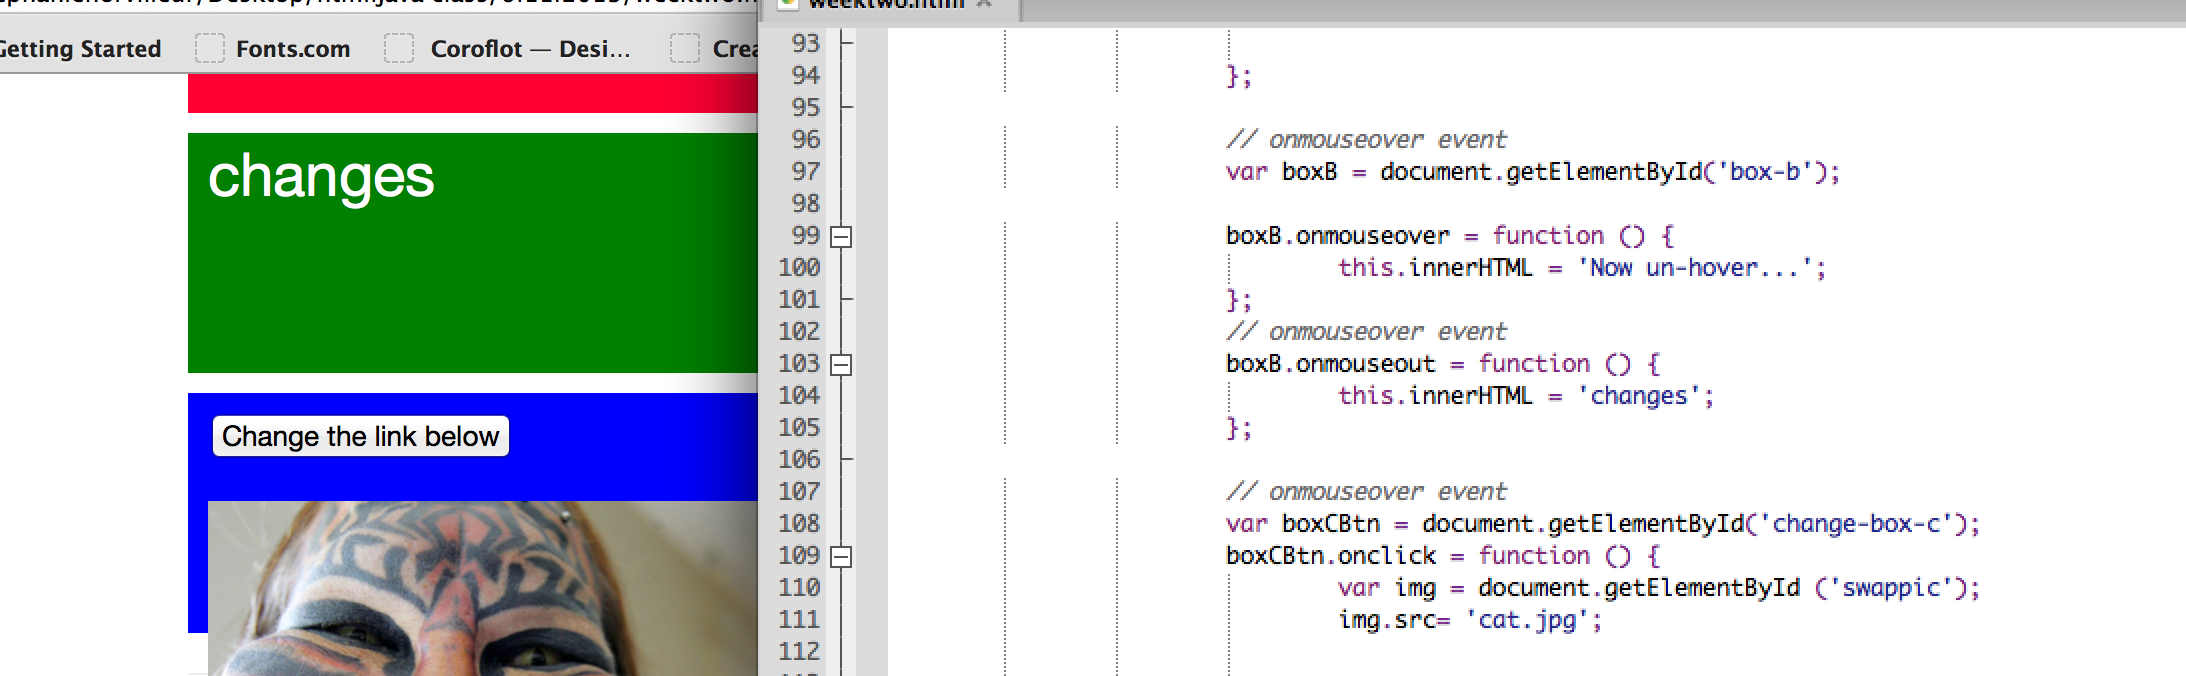 weektwo.html
Getting Started
Fonts.com
Coroflot — Desi...
changes
Change the link below
93
94 };
95
96 // onmouseover event
97 var boxB = document.getElementById('box-b');
98
99 boxB.onmouseover = function () {
100 this.innerHTML = 'Now un-hover...';
101 };
102 // onmouseover event
103 boxB.onmouseout = function () {
104 this.innerHTML = 'changes';
105 };
106
107 // onmouseover event
108 var boxCBtn = document.getElementById('change-box-c');
109 boxCBtn.onclick = function () {
110 var img = document.getElementById ('swappic');
111 img.src= 'cat.jpg';
112